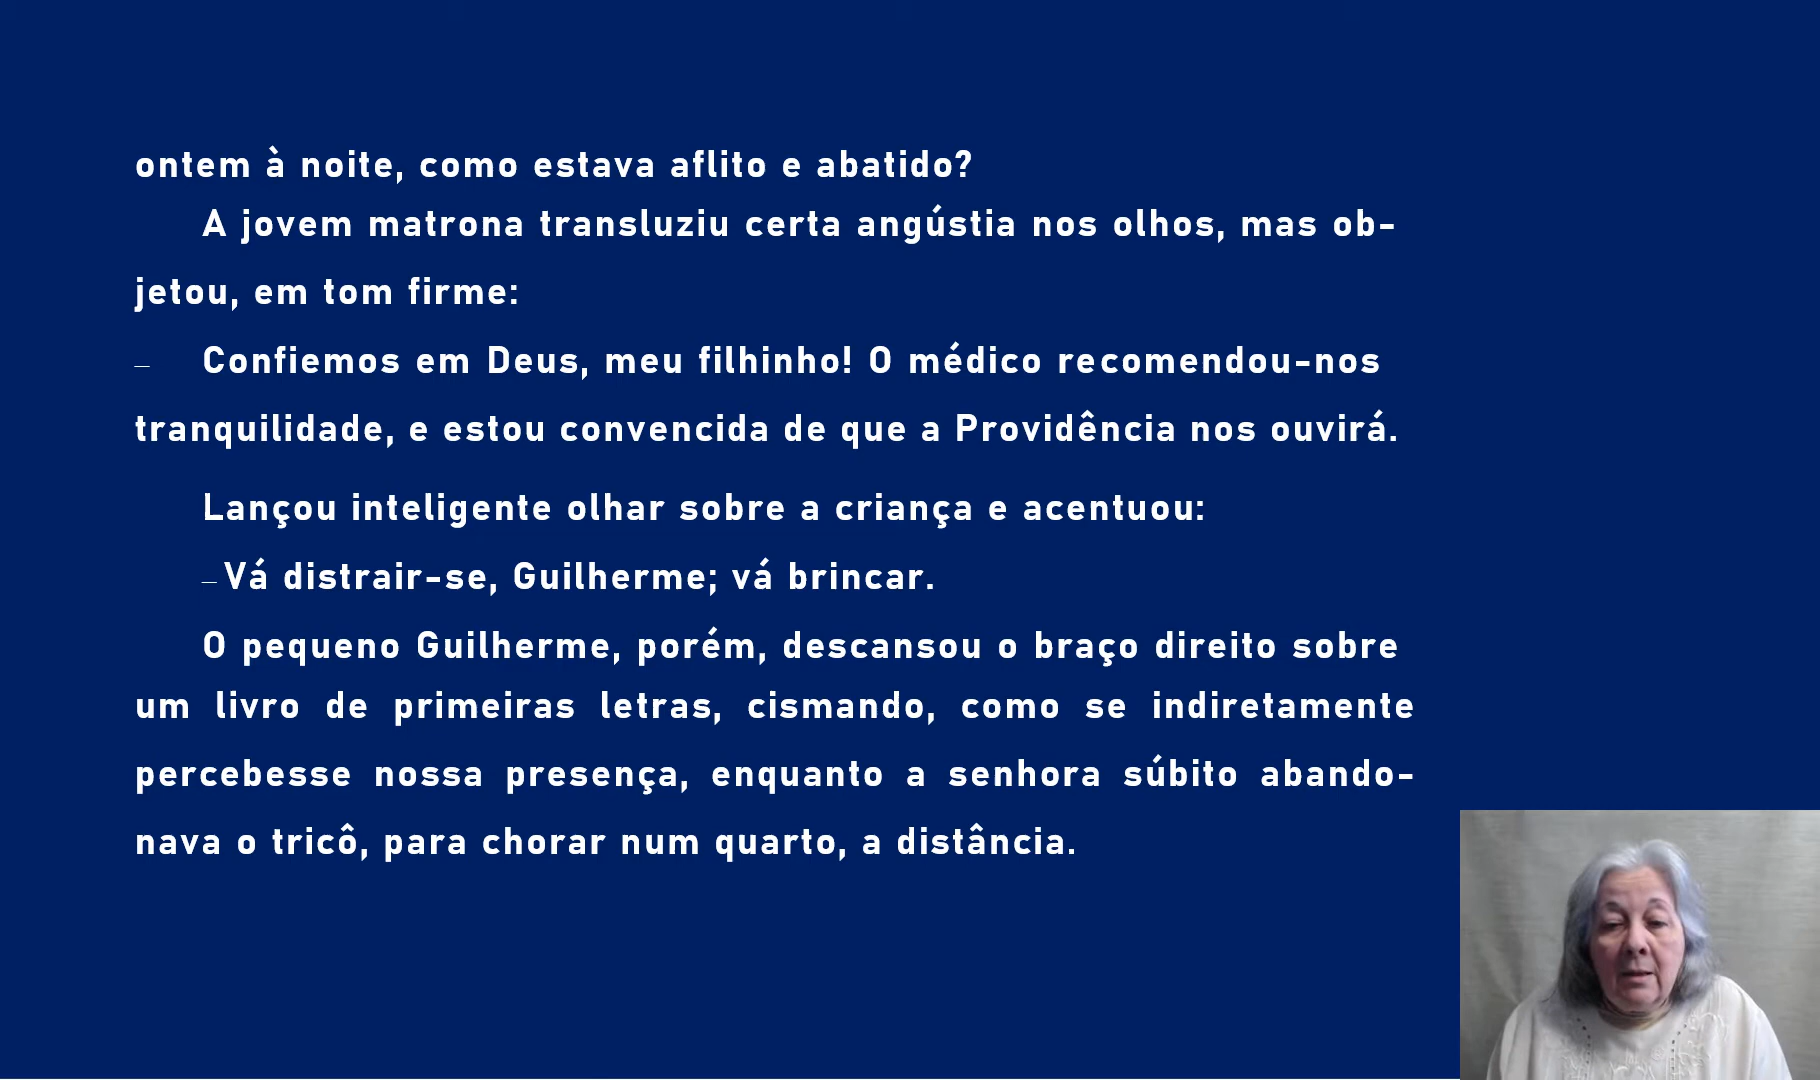 ontem à noite, como estava aflito e abatido?
A jovem matrona transluziu certa angústia nos olhos, mas ob-
jetou, em tom firme:
– Confiemos em Deus, meu filhinho! O médico recomendou-nos
tranquilidade, e estou convencida de que a Providência nos ouvirá.
Lançou inteligente olhar sobre a criança e acentuou:
– Vá distrair-se, Guilherme; vá brincar.
O pequeno Guilherme, porém, descansou o braço direito sobre
um livro de primeiras letras, cismando, como se indiretamente
percebesse nossa presença, enquanto a senhora súbito abando-
nava o tricô, para chorar num quarto, a distância.